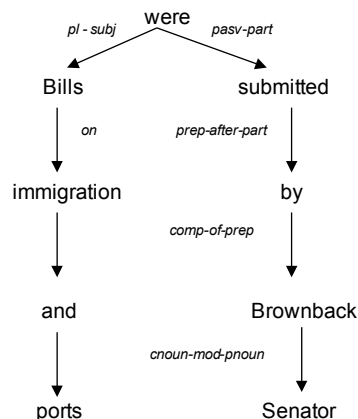 were
pl - subj pasv-part
Bills submitted
on prep-after-part
immigration by
comp-of-prep
and Brownback
cnoun-mod-pnoun
ports Senator